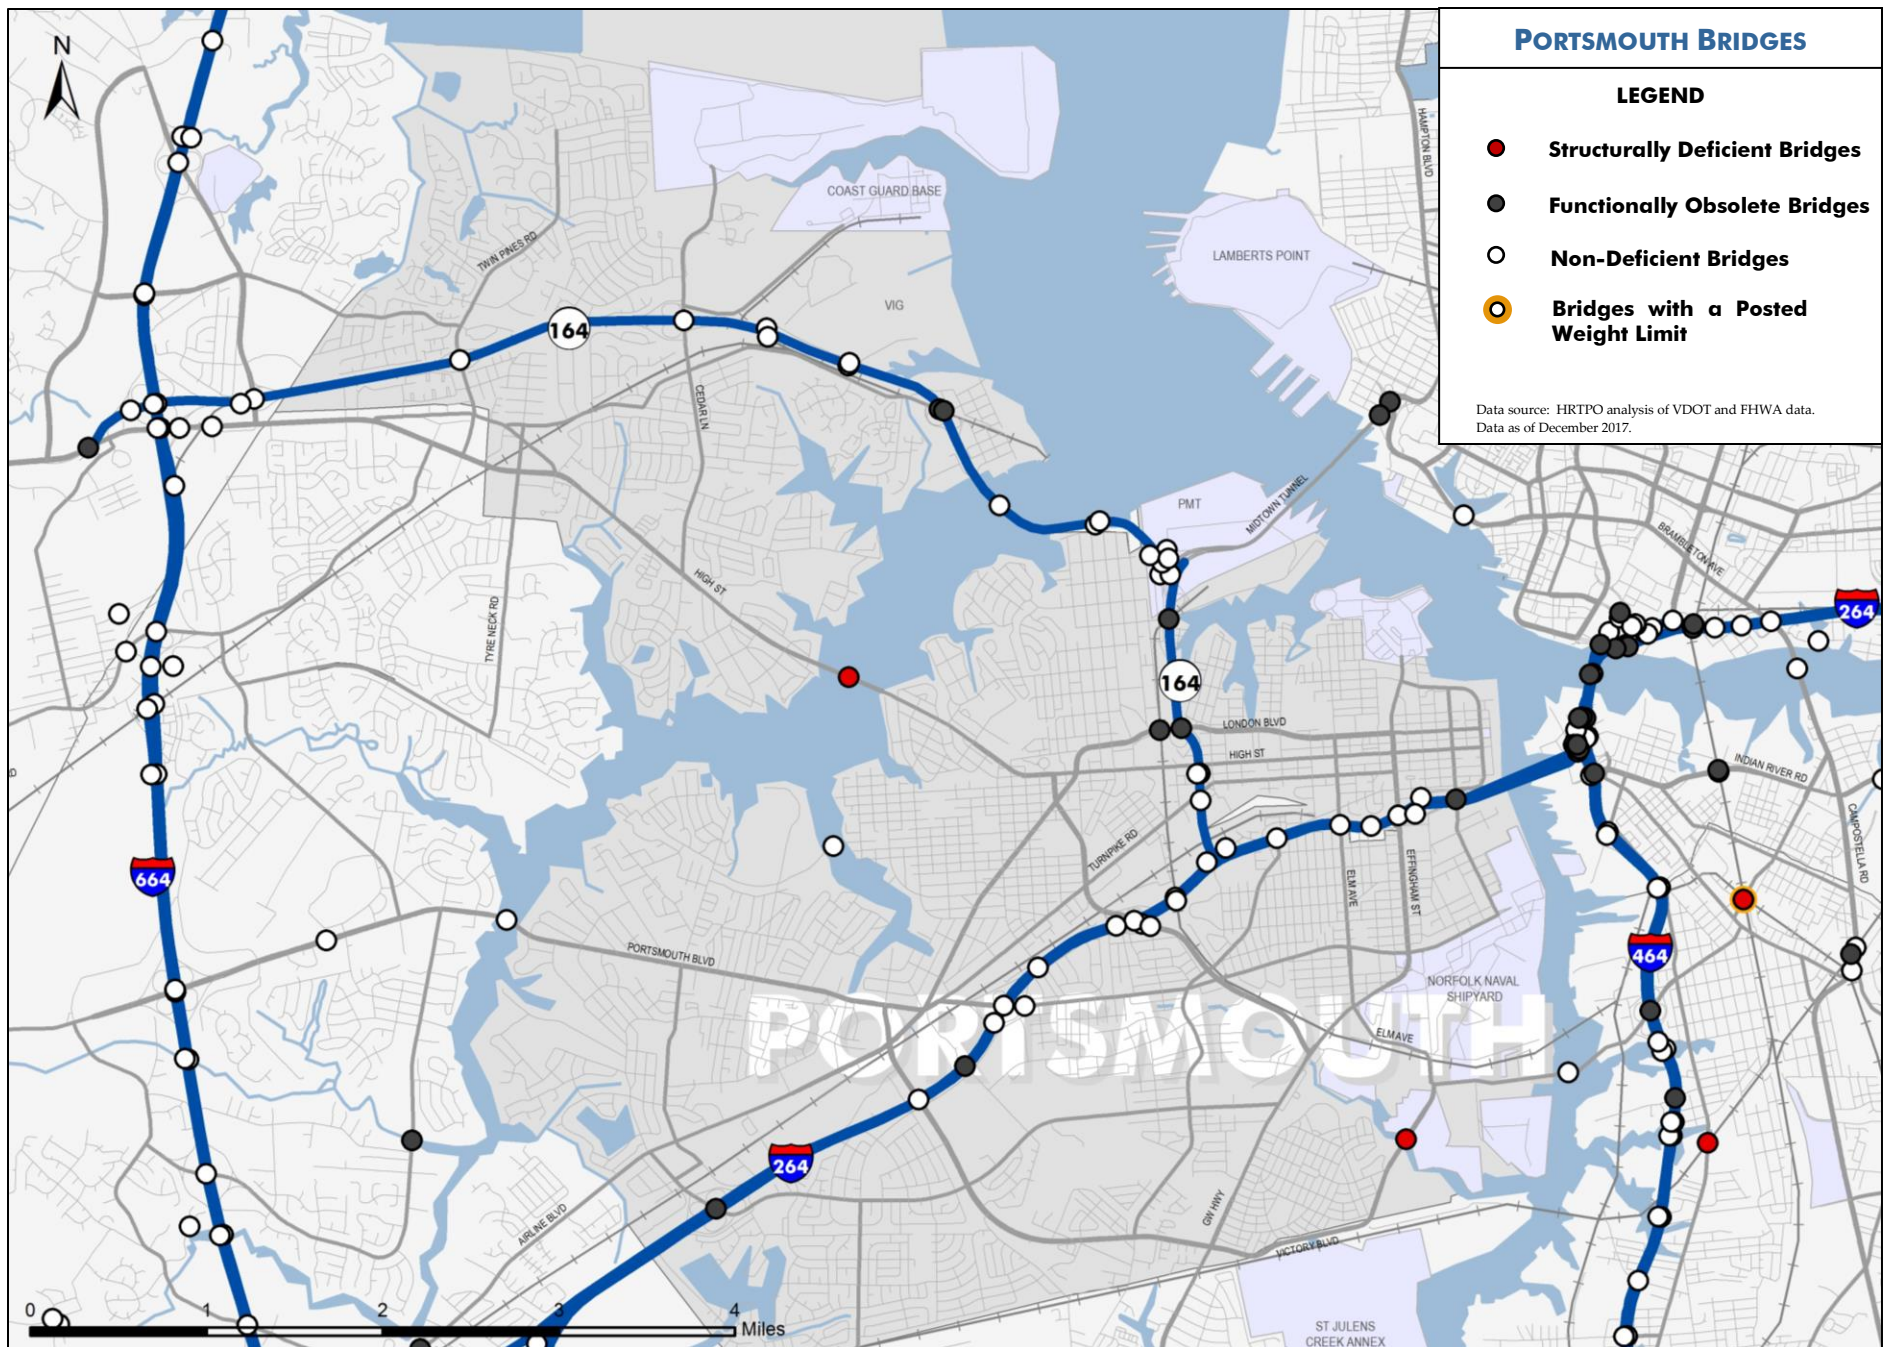 PORTSMOUTH BRIDGES
LEGEND
Structurally Deficient Bridges
Functionally Obsolete Bridges
Non-Deficient Bridges
Bridges with a Posted
Weight Limit
Data source: HRTPO analysis of VDOT and FHWA data.
Data as of December 2017.
N
HAMPTON BLVD
COAST GUARD BASE
TWIN PINES RD
LAMBERTS POINT
VIG
164
CEDAR LN
PMT
MIDTOWN TUNNEL
BRAMBLETON AVE
HIGH ST
TYRE NECK RD
264
164
LONDON BLVD
HIGH ST
INDIAN RIVER RD
CAMPOSTELLA RD
TURNPIKE RD
664
ELM AVE
EFFINGHAM ST
PORTSMOUTH BLVD
464
NORFOLK NAVAL
SHIPYARD
PORTSMOUTH
ELM AVE
264
GW HWY
AIRLINE BLVD
VICTORY BLVD
0
1
2
3
4
Miles
ST JULENS
CREEK ANNEX